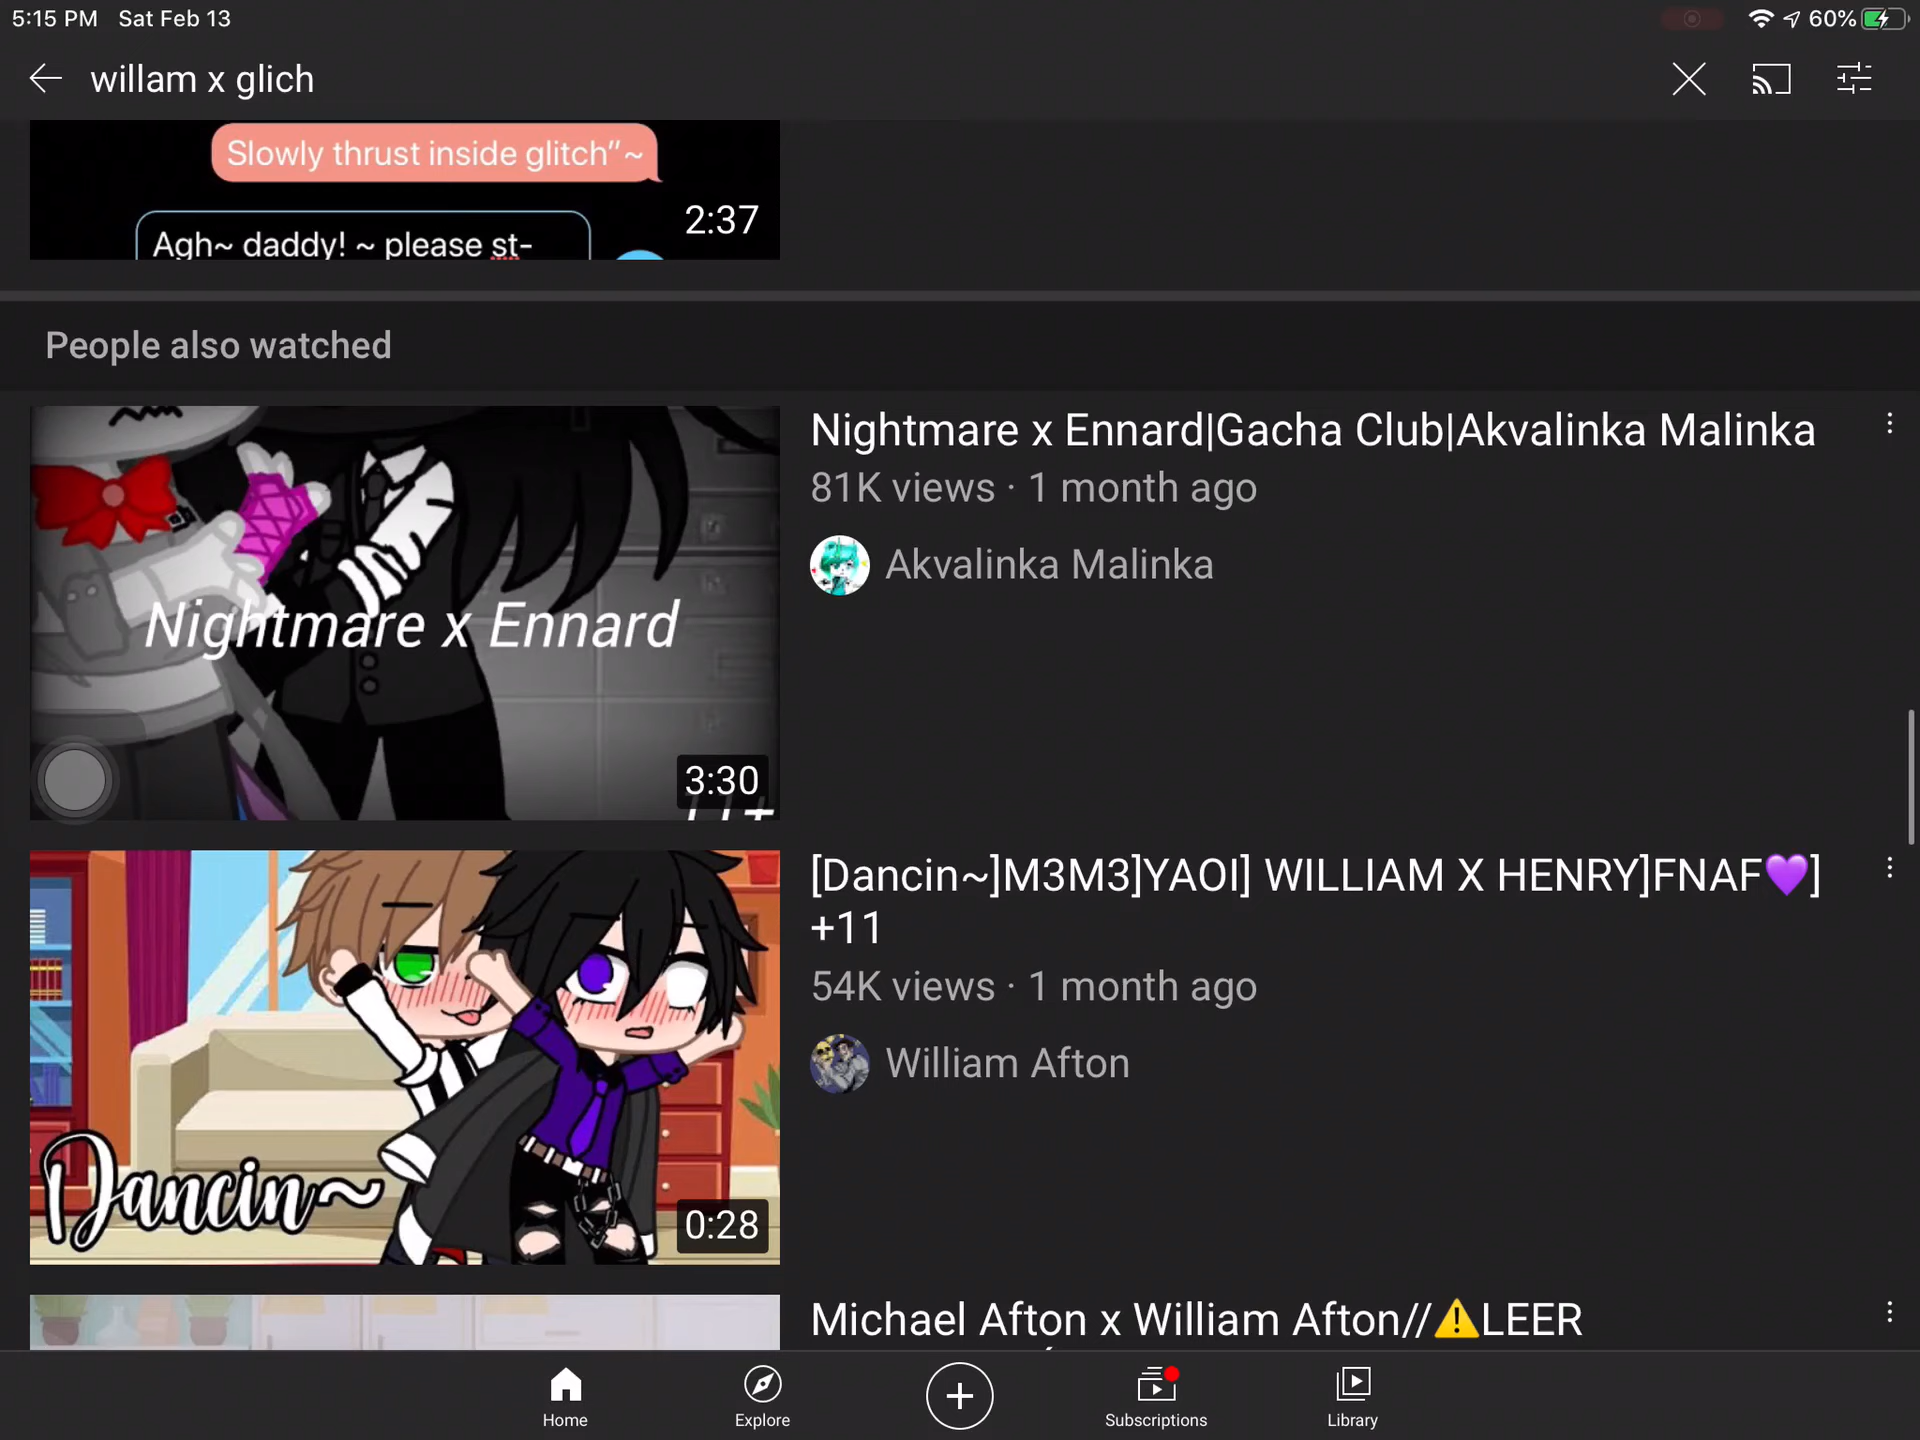 5:15 PM Sat Feb 13
60%
willam x glich
Slowly thrust inside glitch"~
2:37
Agh~ daddy! ~ please st-
People also watched
Nightmare x Ennard|Gacha Club|Akvalinka Malinka
81K views · 1 month ago
Akvalinka Malinka
Nightmare x Ennard
3:30
[Dancin~]M3M3]YAOI] WILLIAM X HENRY]FNAF💜]
+11
54K views · 1 month ago
William Afton
Dancin~
0:28
Michael Afton x William Afton//⚠️LEER
Home
Explore
Subscriptions
Library